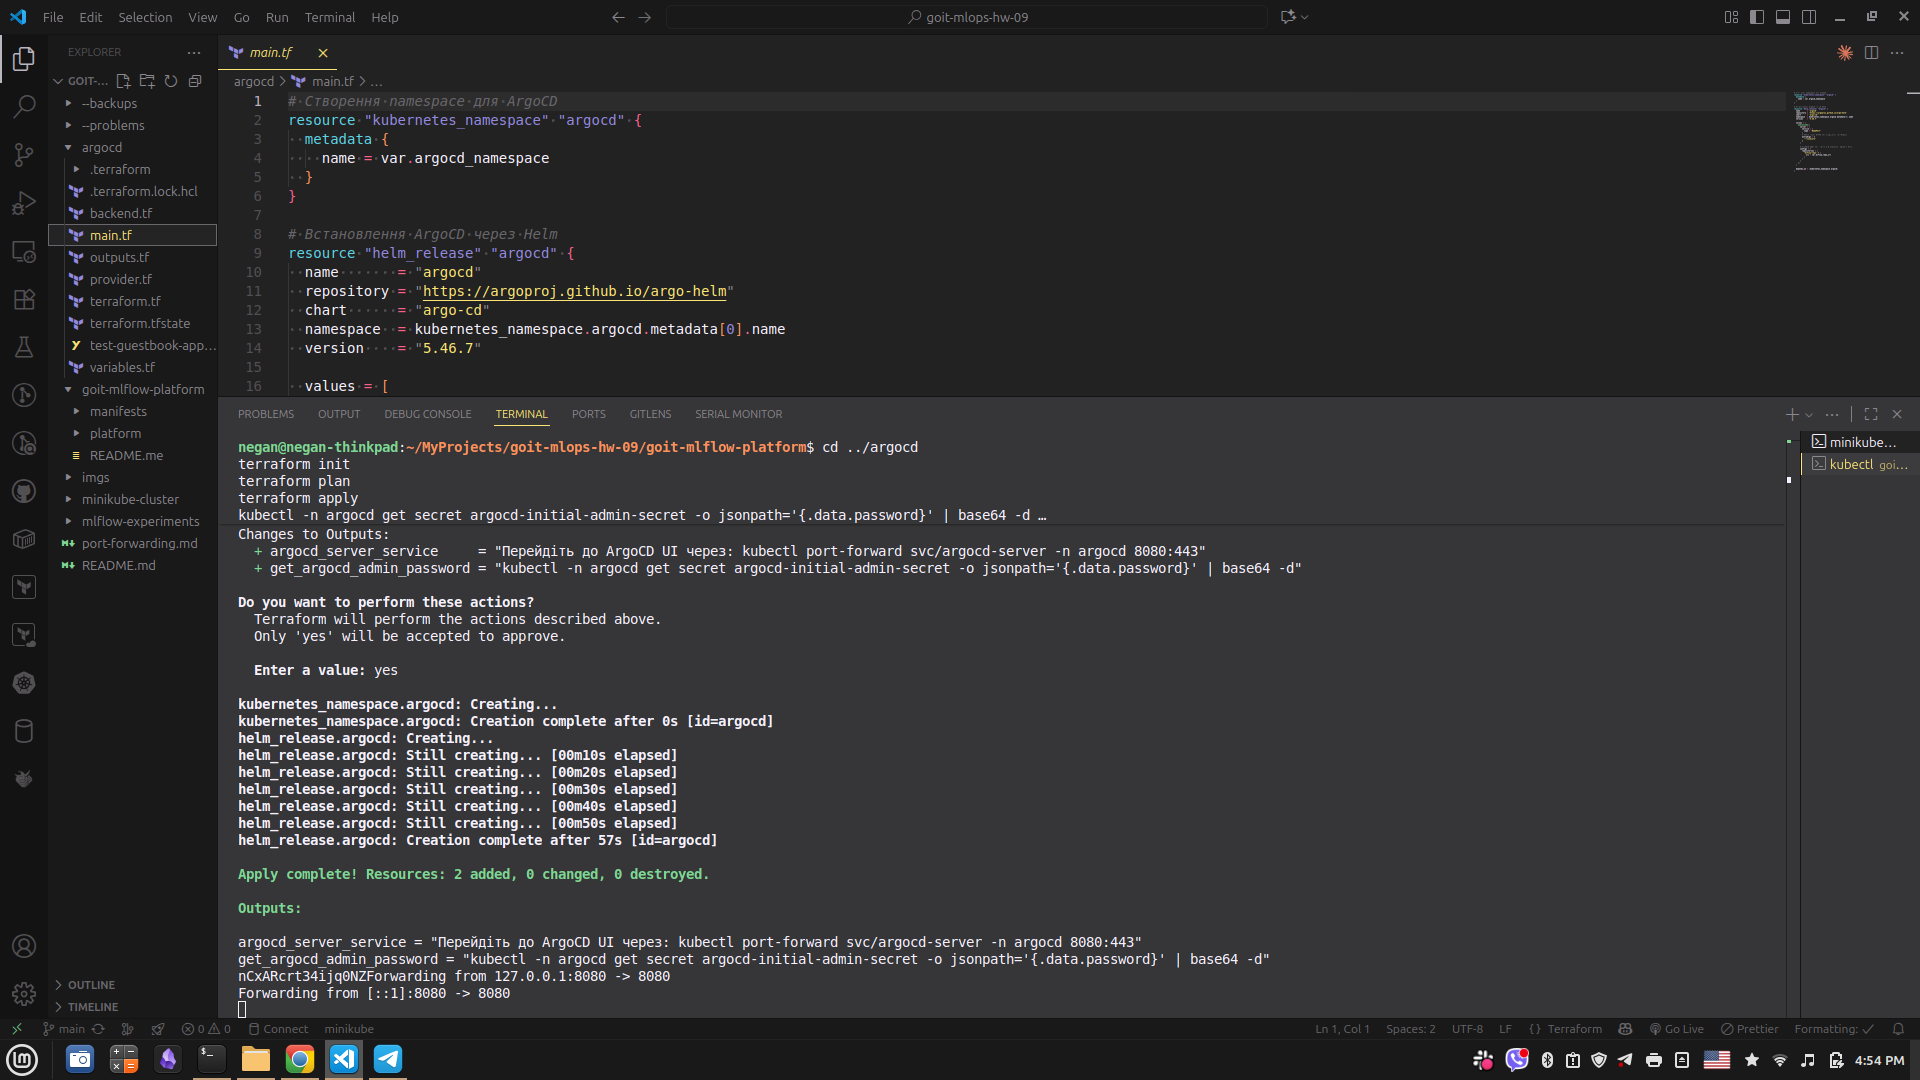 File Edit Selection View Go Run Terminal Help
goit-mlops-hw-09
EXPLORER
GOIT-...
--backups
--problems
argocd
.terraform
.terraform.lock.hcl
backend.tf
main.tf
outputs.tf
provider.tf
terraform.tf
terraform.tfstate
test-guestbook-app...
variables.tf
goit-mlflow-platform
manifests
platform
README.me
imgs
minikube-cluster
mlflow-experiments
port-forwarding.md
README.md
OUTLINE
TIMELINE
main.tf
argocd > main.tf > ...
1 # Створення namespace для ArgoCD
2 resource "kubernetes_namespace" "argocd" {
3 metadata {
4 name = var.argocd_namespace
5 }
6 }
7
8 # Встановлення ArgoCD через Helm
9 resource "helm_release" "argocd" {
10 name = "argocd"
11 repository = "https://argoproj.github.io/argo-helm"
12 chart = "argo-cd"
13 namespace = kubernetes_namespace.argocd.metadata[0].name
14 version = "5.46.7"
15
16 values = [
PROBLEMS OUTPUT DEBUG CONSOLE TERMINAL PORTS GITLENS SERIAL MONITOR
minikube...
kubectl goi...
negan@negan-thinkpad:~/MyProjects/goit-mlops-hw-09/goit-mlflow-platform$ cd ../argocd
terraform init
terraform plan
terraform apply
kubectl -n argocd get secret argocd-initial-admin-secret -o jsonpath='{.data.password}' | base64 -d …
Changes to Outputs:
+ argocd_server_service     = "Перейдіть до ArgoCD UI через: kubectl port-forward svc/argocd-server -n argocd 8080:443"
+ get_argocd_admin_password = "kubectl -n argocd get secret argocd-initial-admin-secret -o jsonpath='{.data.password}' | base64 -d"
Do you want to perform these actions?
Terraform will perform the actions described above.
Only 'yes' will be accepted to approve.
Enter a value: yes
kubernetes_namespace.argocd: Creating...
kubernetes_namespace.argocd: Creation complete after 0s [id=argocd]
helm_release.argocd: Creating...
helm_release.argocd: Still creating... [00m10s elapsed]
helm_release.argocd: Still creating... [00m20s elapsed]
helm_release.argocd: Still creating... [00m30s elapsed]
helm_release.argocd: Still creating... [00m40s elapsed]
helm_release.argocd: Still creating... [00m50s elapsed]
helm_release.argocd: Creation complete after 57s [id=argocd]
Apply complete! Resources: 2 added, 0 changed, 0 destroyed.
Outputs:
argocd_server_service = "Перейдіть до ArgoCD UI через: kubectl port-forward svc/argocd-server -n argocd 8080:443"
get_argocd_admin_password = "kubectl -n argocd get secret argocd-initial-admin-secret -o jsonpath='{.data.password}' | base64 -d"
nCxARcrt34ijq0NZForwarding from 127.0.0.1:8080 -> 8080
Forwarding from [::1]:8080 -> 8080
main 0 0 Connect minikube Ln 1, Col 1 Spaces: 2 UTF-8 LF {} Terraform Go Live Prettier Formatting:
4:54 PM